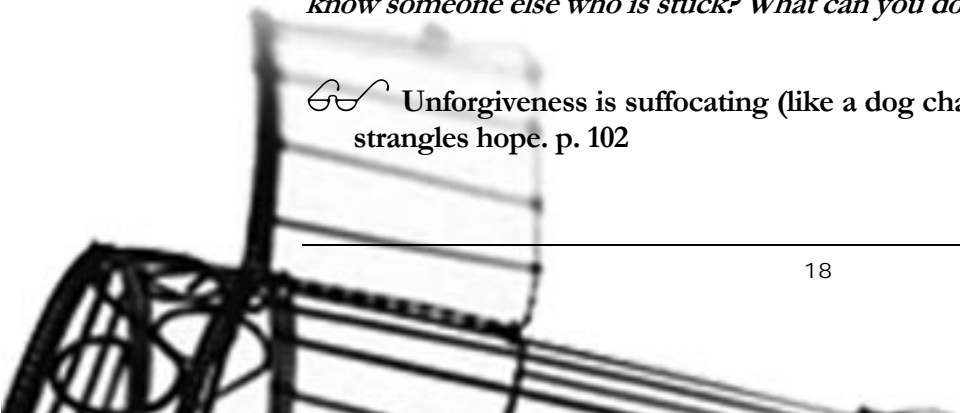 know someone else who is stuck? What can you do
Unforgiveness is suffocating (like a dog cha
strangles hope. p. 102
18